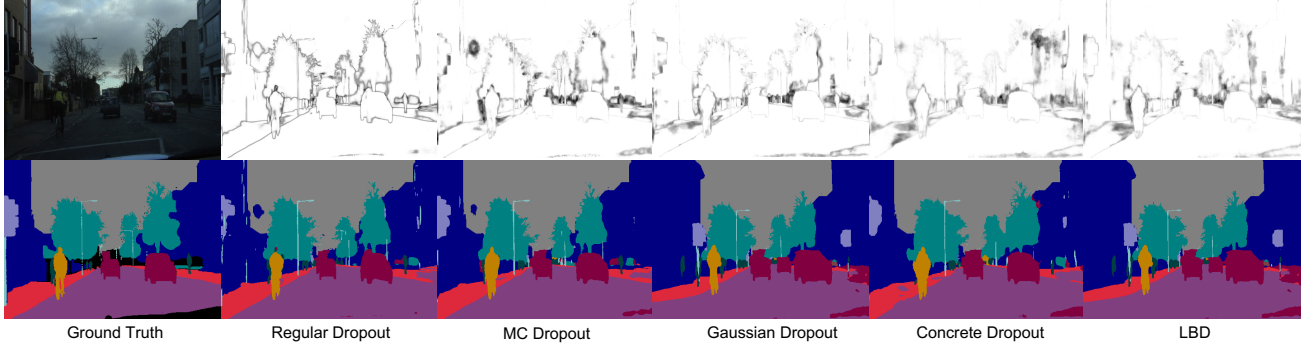 Ground Truth
Regular Dropout
MC Dropout
Gaussian Dropout
Concrete Dropout
LBD